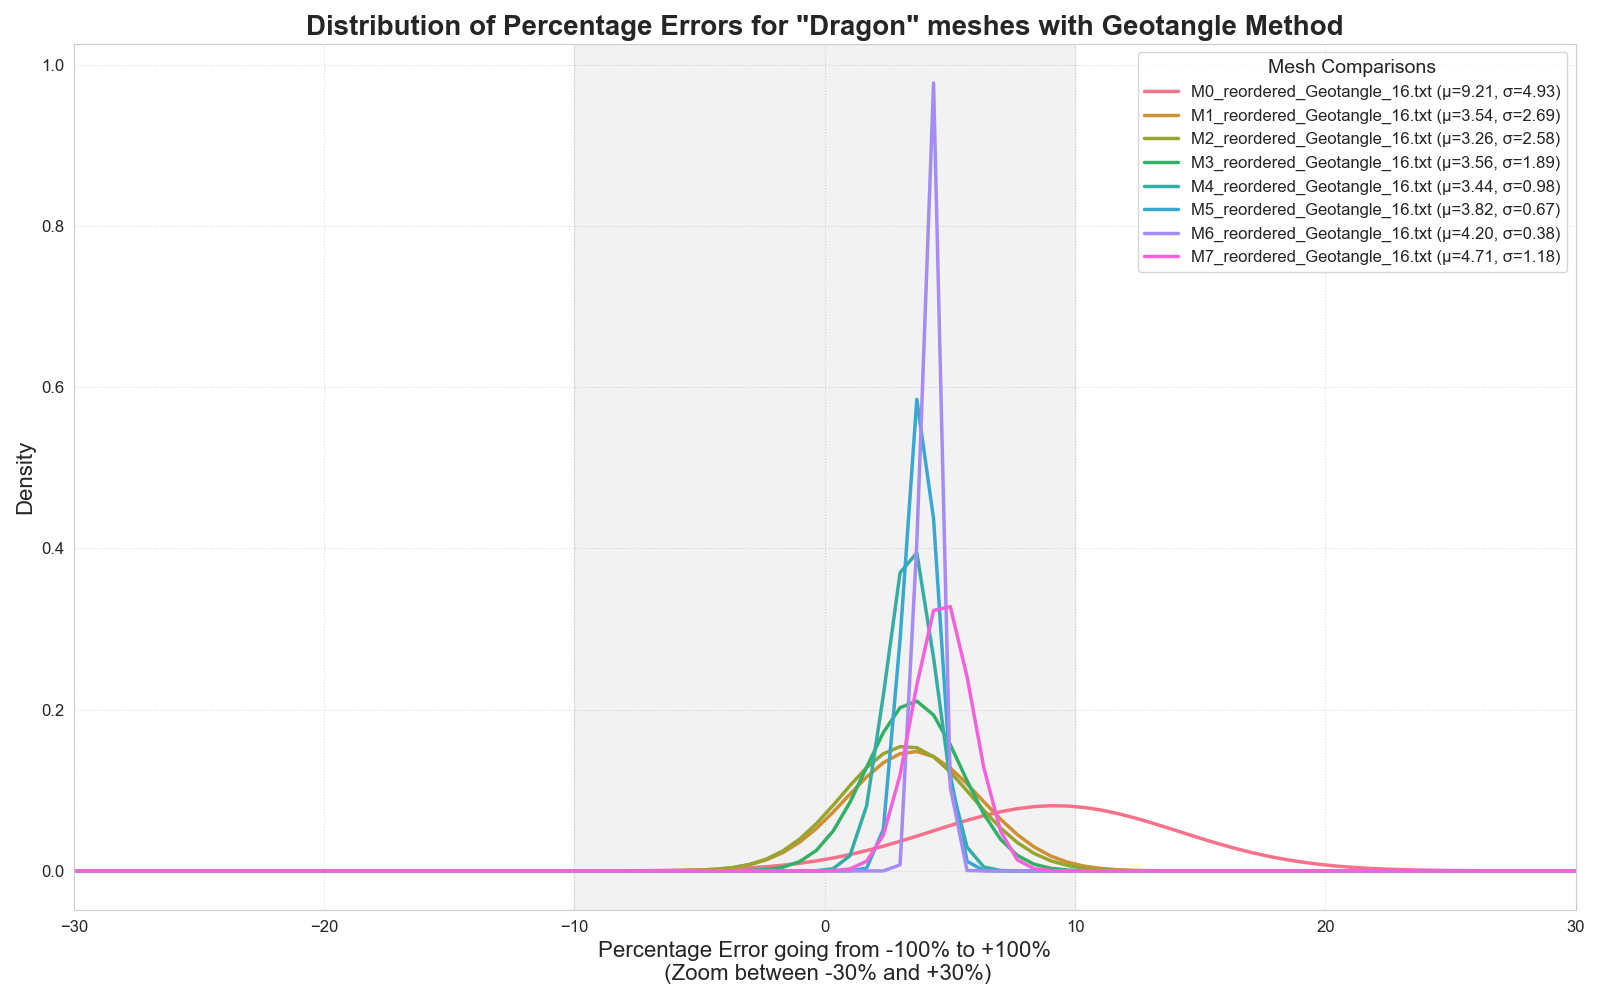 Distribution of Percentage Errors for "Dragon" meshes with Geotangle Method
Mesh Comparisons
M0_reordered_Geotangle_16.txt (μ=9.21, σ=4.93)
M1_reordered_Geotangle_16.txt (μ=3.54, σ=2.69)
M2_reordered_Geotangle_16.txt (μ=3.26, σ=2.58)
M3_reordered_Geotangle_16.txt (μ=3.56, σ=1.89)
M4_reordered_Geotangle_16.txt (μ=3.44, σ=0.98)
M5_reordered_Geotangle_16.txt (μ=3.82, σ=0.67)
M6_reordered_Geotangle_16.txt (μ=4.20, σ=0.38)
M7_reordered_Geotangle_16.txt (μ=4.71, σ=1.18)
Density
1.0
0.8
0.6
0.4
0.2
0.0
−30 −20 −10 0 10 20 30
Percentage Error going from -100% to +100%
(Zoom between -30% and +30%)